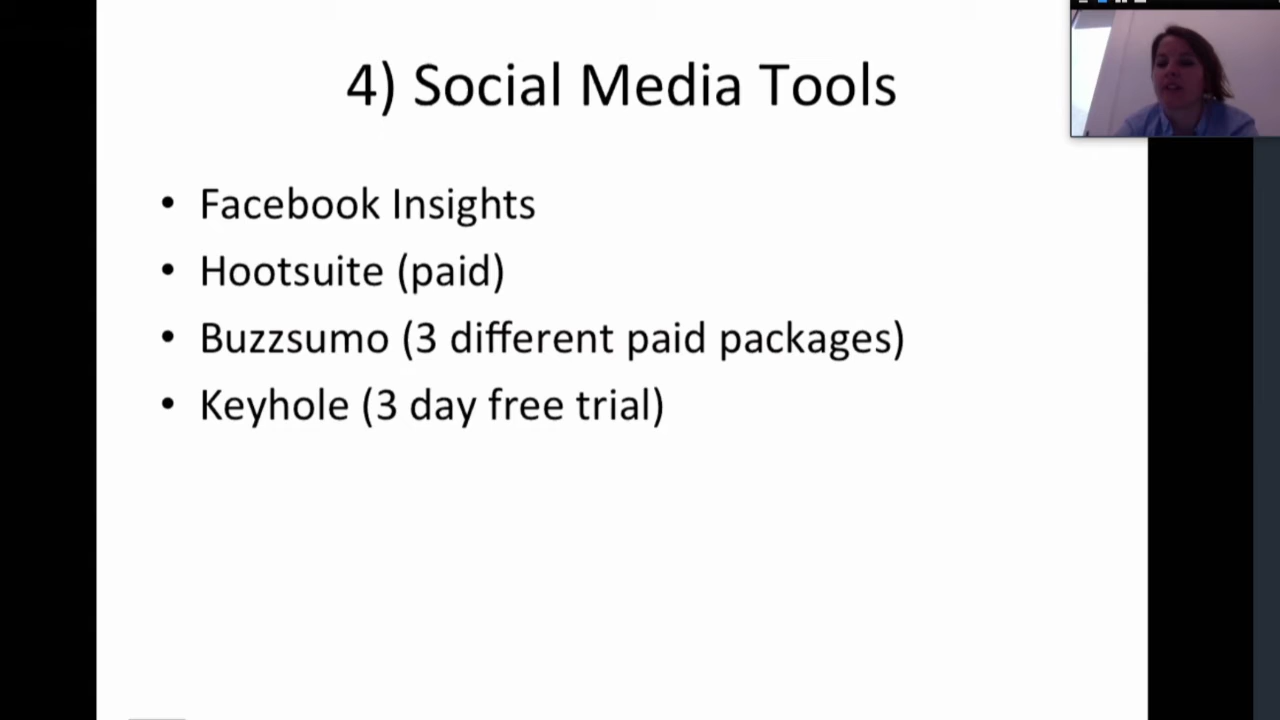 4) Social Media Tools
• Facebook Insights
• Hootsuite (paid)
• Buzzsumo (3 different paid packages)
• Keyhole (3 day free trial)